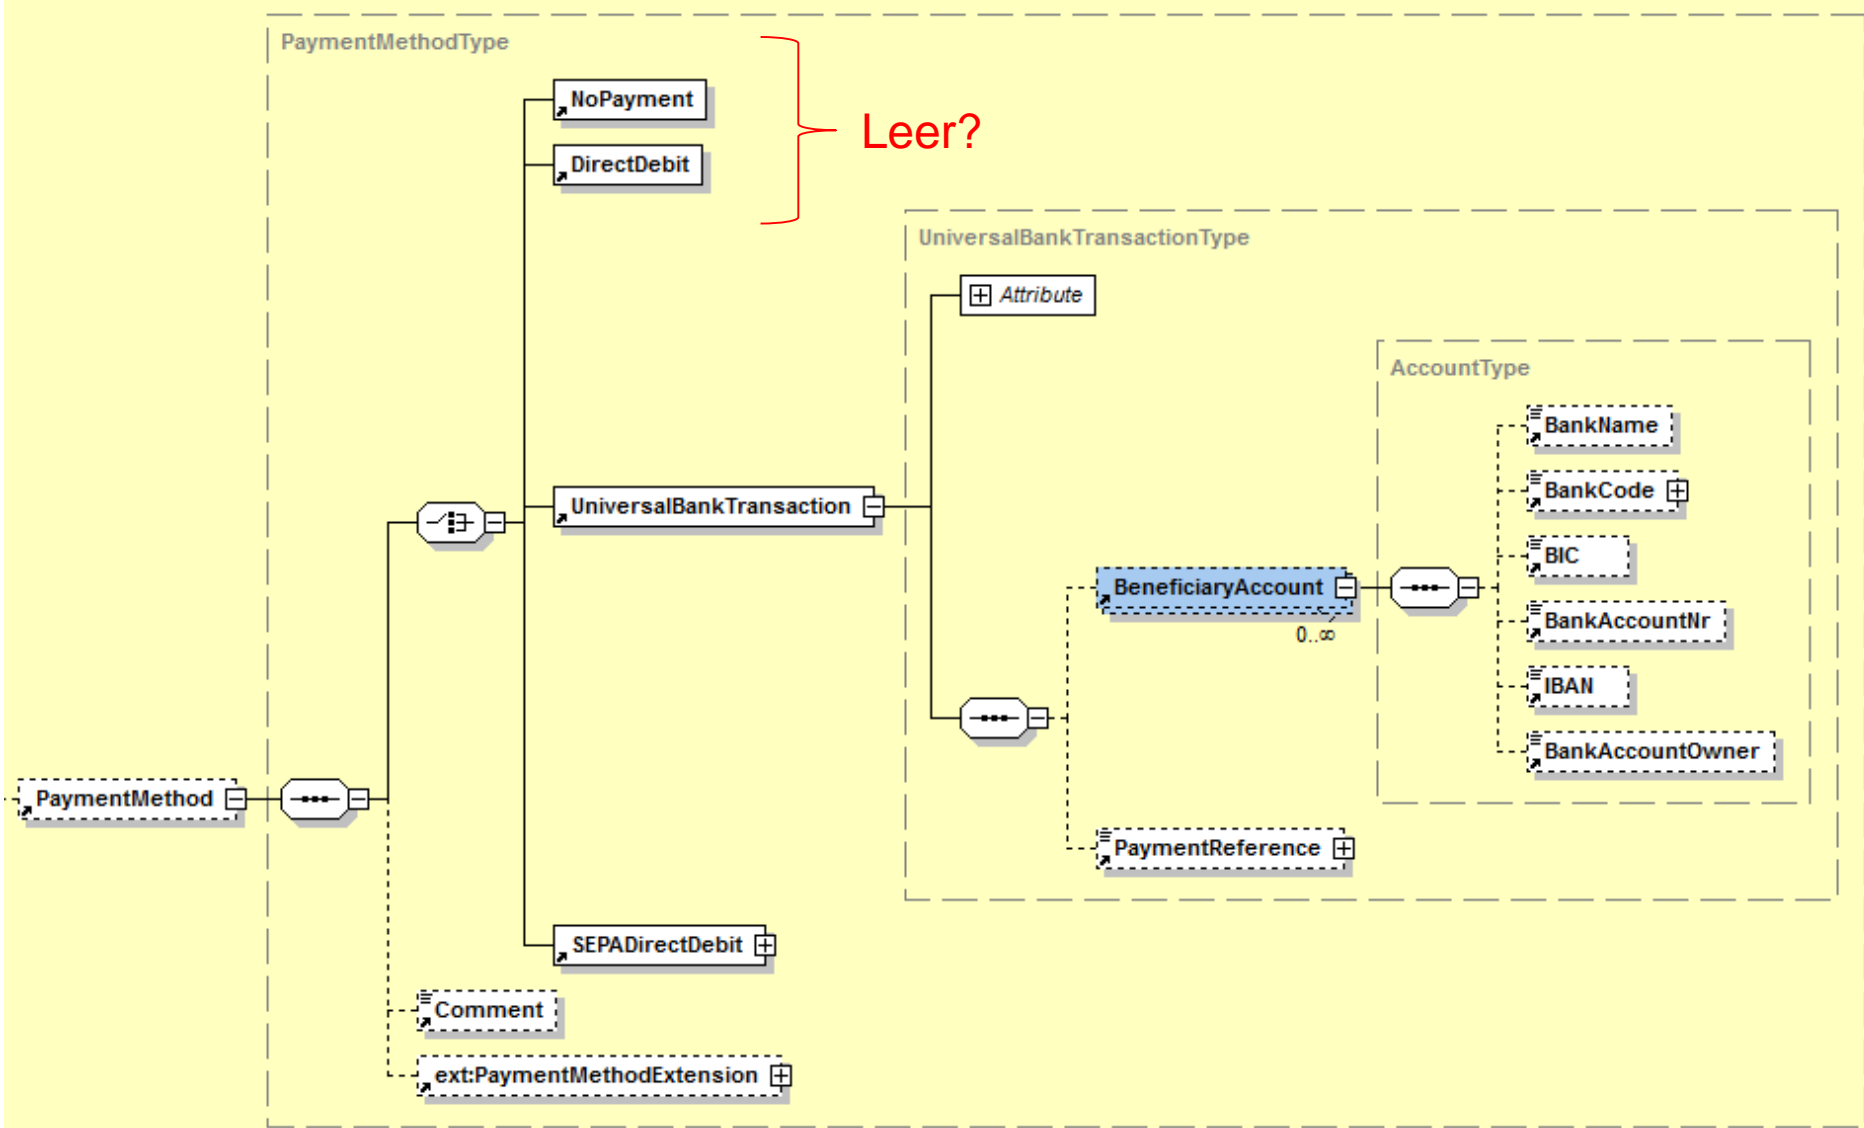 PaymentMethodType
NoPayment
Leer?
DirectDebit
UniversalBankTransactionType
Attribute
AccountType
BankName
BankCode
UniversalBankTransaction
BIC
BeneficiaryAccount
0..∞
BankAccountNr
IBAN
BankAccountOwner
PaymentMethod
PaymentReference
SEPADirectDebit
Comment
ext:PaymentMethodExtension